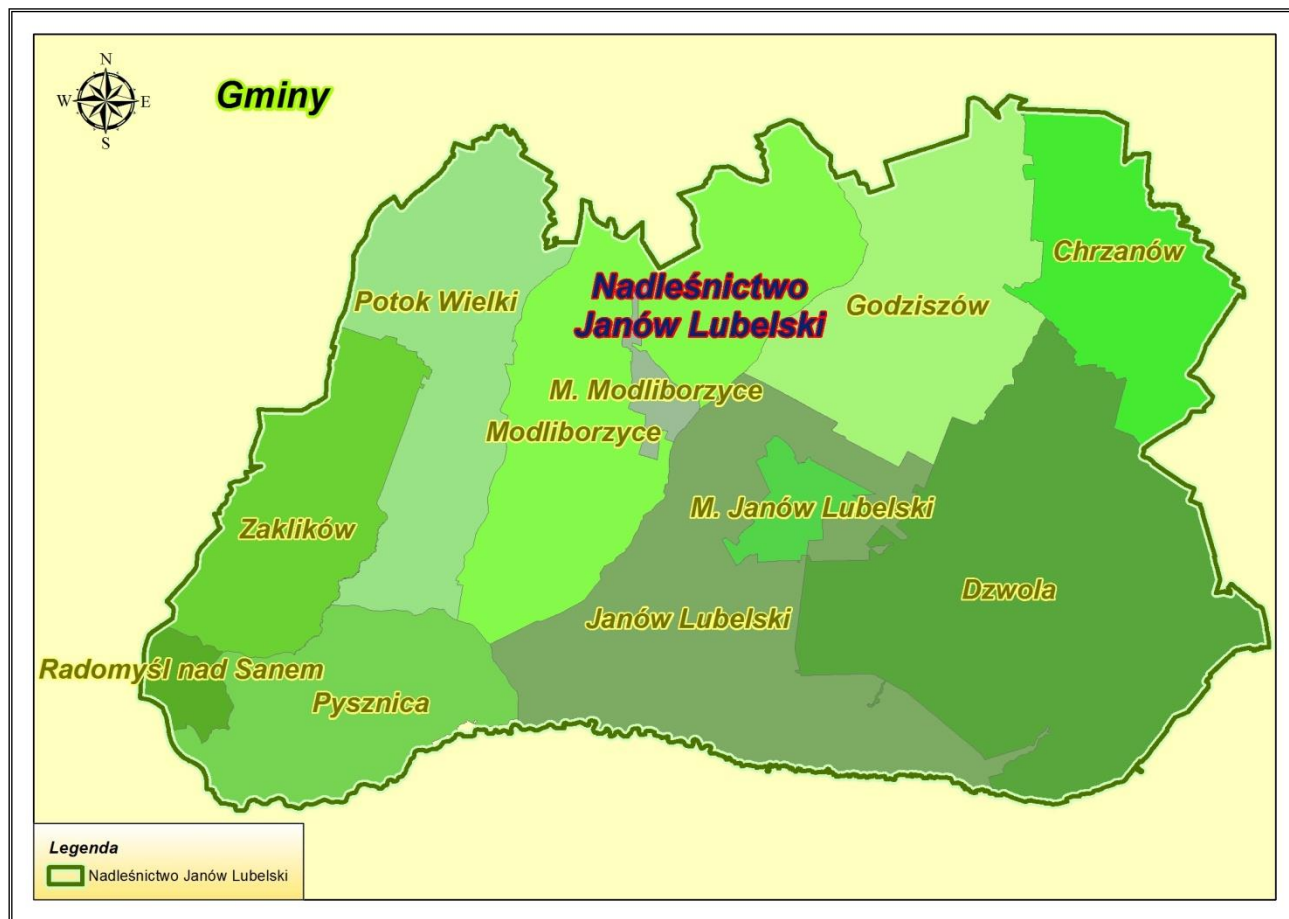 N
W E
S
Gminy
Chrzanów
Nadleśnictwo
Janów Lubelski
Potok Wielki
Godziszów
M. Modliborzyce
Modliborzyce
M. Janów Lubelski
Zaklików
Dzwola
Janów Lubelski
Radomyśl nad Sanem
Pysznica
Legenda
Nadleśnictwo Janów Lubelski